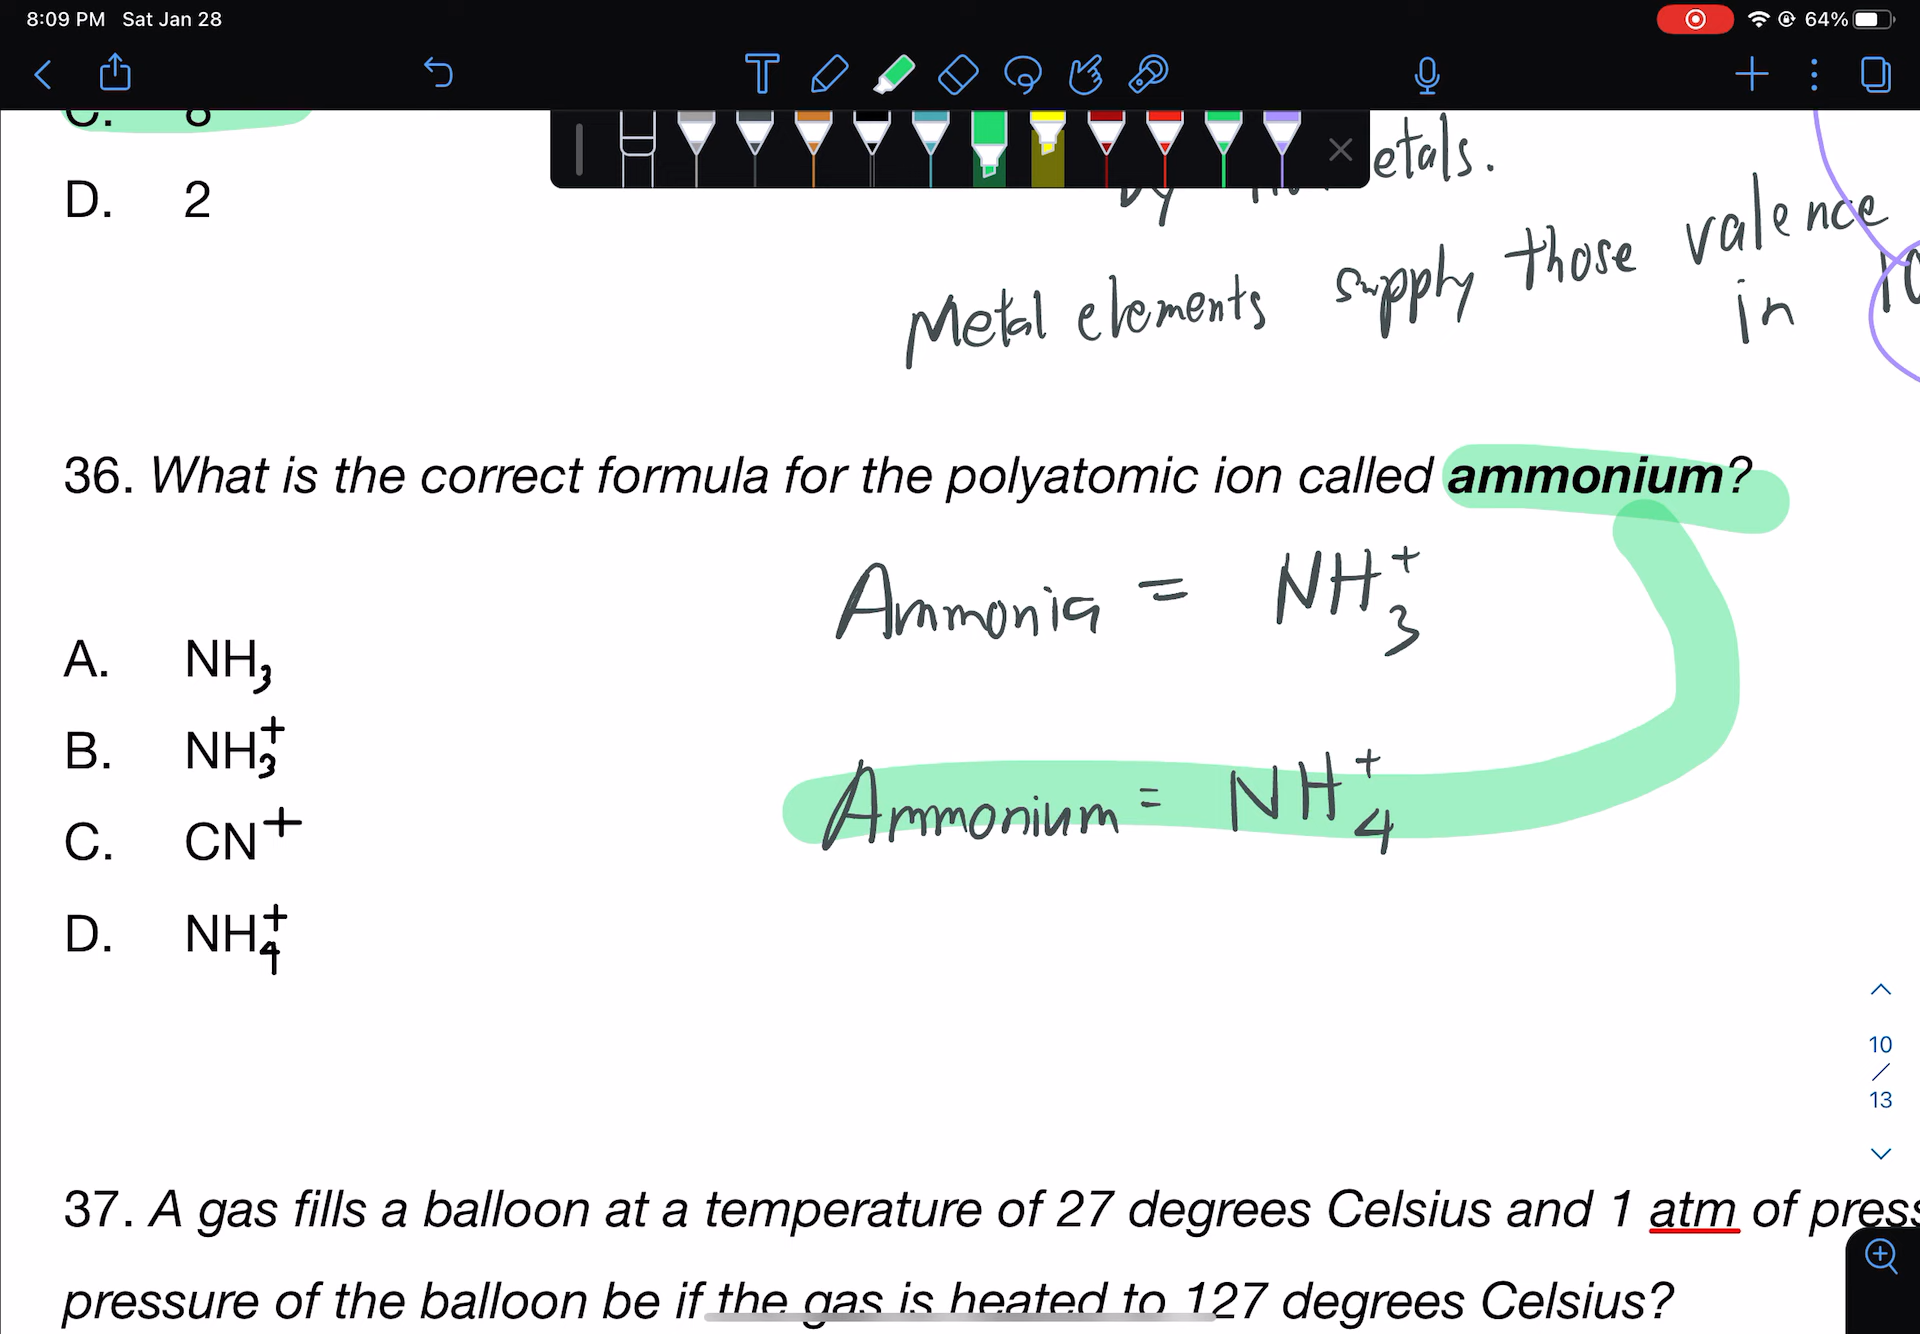 8:09 PM Sat Jan 28
64%
C. 8
etals.
D. 2
by
Metal elements supply those valence
in
36. What is the correct formula for the polyatomic ion called ammonium?
Ammonia = NH₃⁺
A. NH₃
B. NH₃⁺
Ammonium = NH₄⁺
C. CN⁺
D. NH₄⁺
10
/
13
37. A gas fills a balloon at a temperature of 27 degrees Celsius and 1 atm of press
pressure of the balloon be if the gas is heated to 127 degrees Celsius?